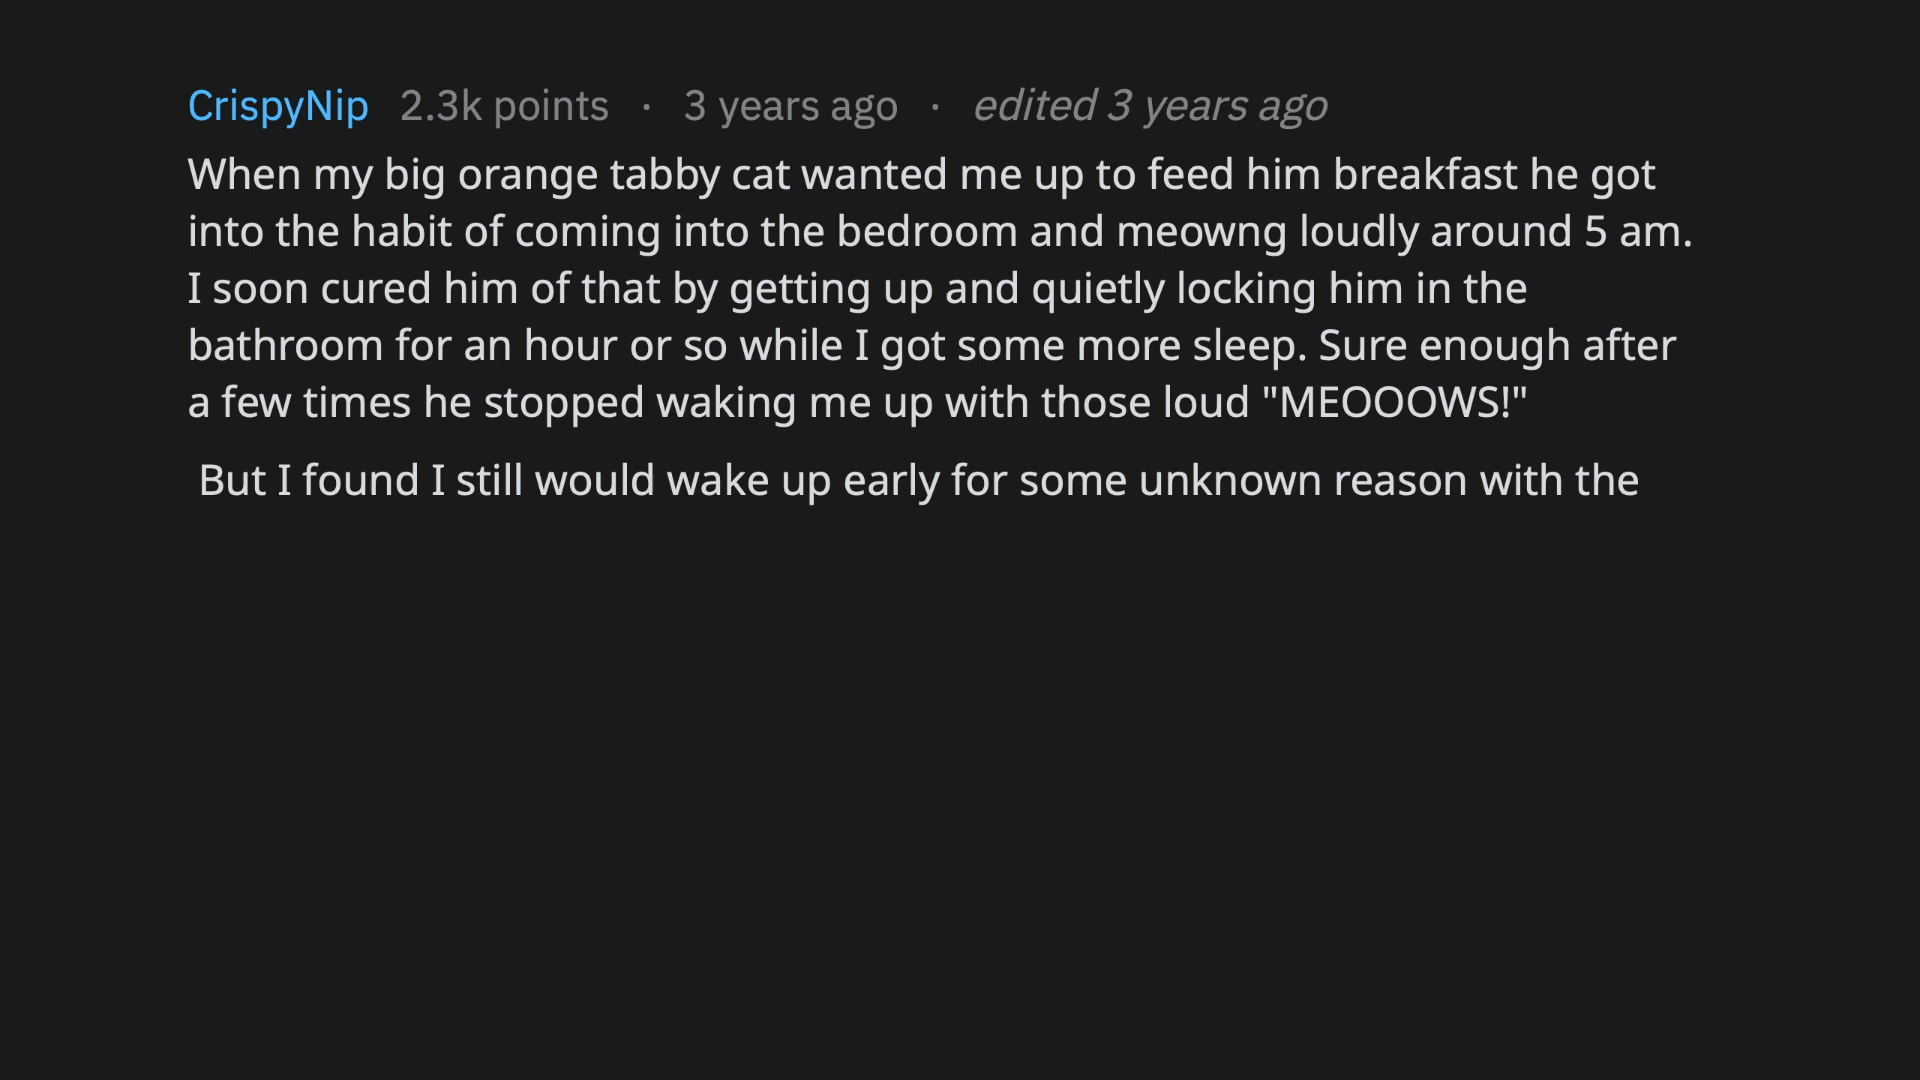 CrispyNip 2.3k points · 3 years ago · edited 3 years ago
When my big orange tabby cat wanted me up to feed him breakfast he got
into the habit of coming into the bedroom and meowng loudly around 5 am.
I soon cured him of that by getting up and quietly locking him in the
bathroom for an hour or so while I got some more sleep. Sure enough after
a few times he stopped waking me up with those loud "MEOOOWS!"
But I found I still would wake up early for some unknown reason with the